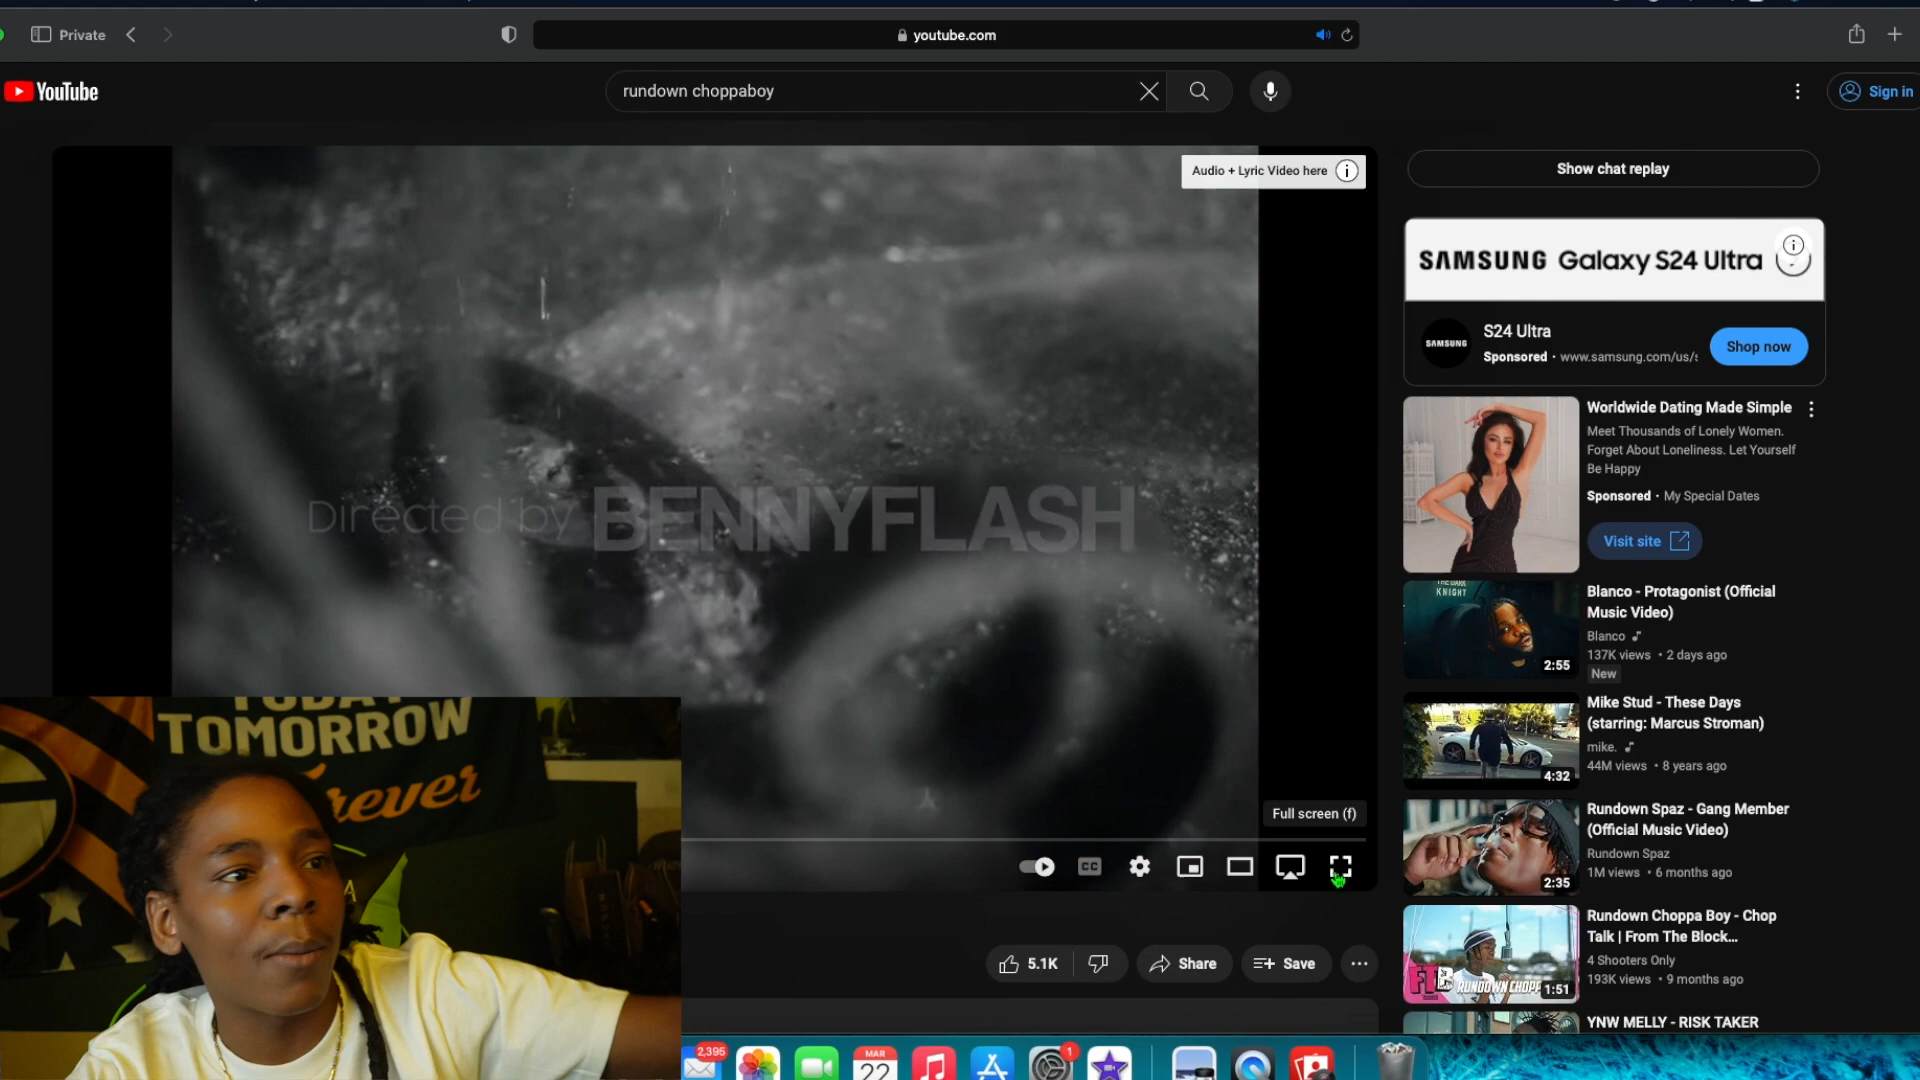 Private
youtube.com
YouTube
rundown choppaboy
Sign in
Audio + Lyric Video here
Directed by BENNYFLASH
Full screen (f)
CC
5.1K
Share
Save
Show chat replay
SAMSUNG Galaxy S24 Ultra
SAMSUNG
S24 Ultra
Sponsored · www.samsung.com/us/s
Shop now
Worldwide Dating Made Simple
Meet Thousands of Lonely Women.
Forget About Loneliness. Let Yourself
Be Happy
Sponsored · My Special Dates
Visit site
THE DARK
KNIGHT
2:55
Blanco - Protagonist (Official
Music Video)
Blanco
137K views • 2 days ago
New
4:32
Mike Stud - These Days
(starring: Marcus Stroman)
mike.
44M views • 8 years ago
2:35
Rundown Spaz - Gang Member
(Official Music Video)
Rundown Spaz
1M views • 6 months ago
RUNDOWN CHOPP
1:51
Rundown Choppa Boy - Chop
Talk | From The Block...
4 Shooters Only
193K views • 9 months ago
YNW MELLY - RISK TAKER
TODAY
TOMORROW
Forever
2,395
MAR
22
1